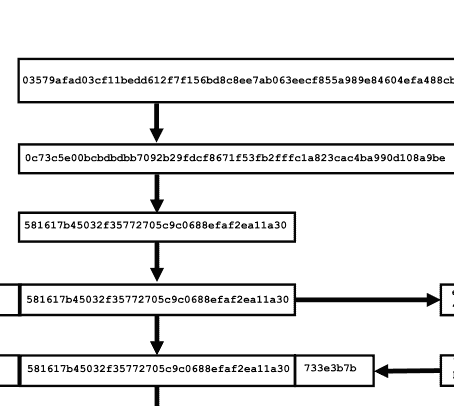 03579afad03cf11bedd612f7f156bd8c8ee7ab063eecf855a989e84604efa488cb
0c73c5e00bcbdbdbb7092b29fdcf8671f53fb2fffc1a823cac4ba990d108a9be
581617b45032f35772705c9c0688efaf2ea11a30
581617b45032f35772705c9c0688efaf2ea11a30
581617b45032f35772705c9c0688efaf2ea11a30 733e3b7b